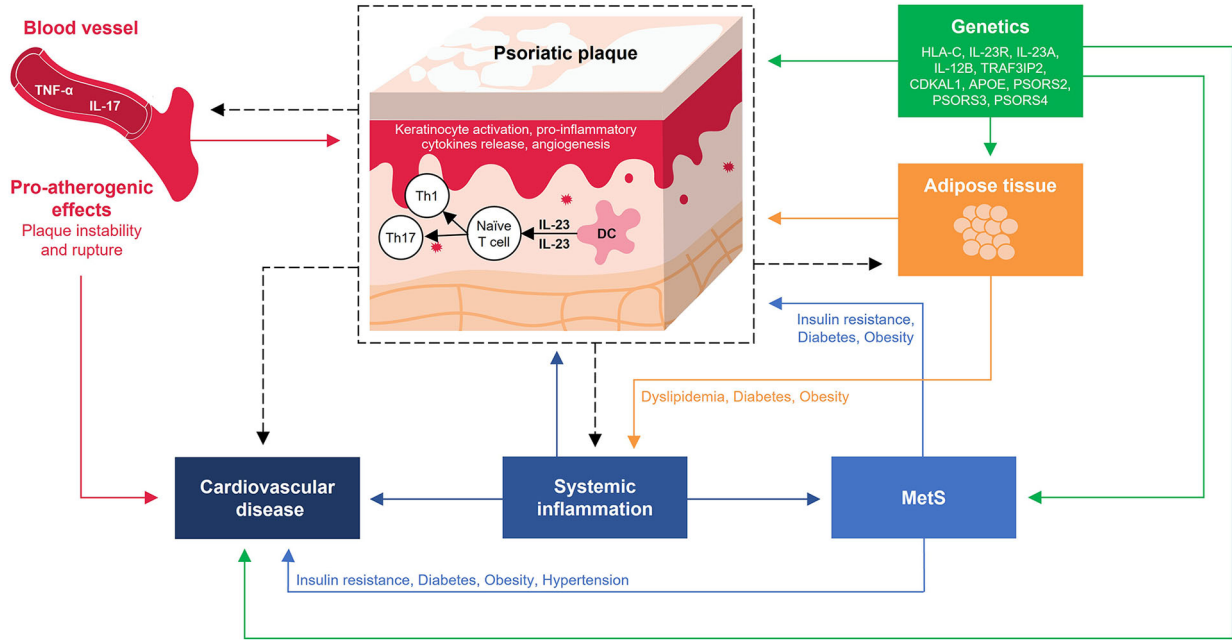 Blood vessel
TNF-α
IL-17
Pro-atherogenic
effects
Plaque instability
and rupture
Psoriatic plaque
Keratinocyte activation, pro-inflammatory
cytokines release, angiogenesis
Th1
Th17
Naïve
T cell
IL-23
IL-23
DC
Genetics
HLA-C, IL-23R, IL-23A,
IL-12B, TRAF3IP2,
CDKAL1, APOE, PSORS2,
PSORS3, PSORS4
Adipose tissue
Insulin resistance,
Diabetes, Obesity
Dyslipidemia, Diabetes, Obesity
Cardiovascular
disease
Systemic
inflammation
MetS
Insulin resistance, Diabetes, Obesity, Hypertension